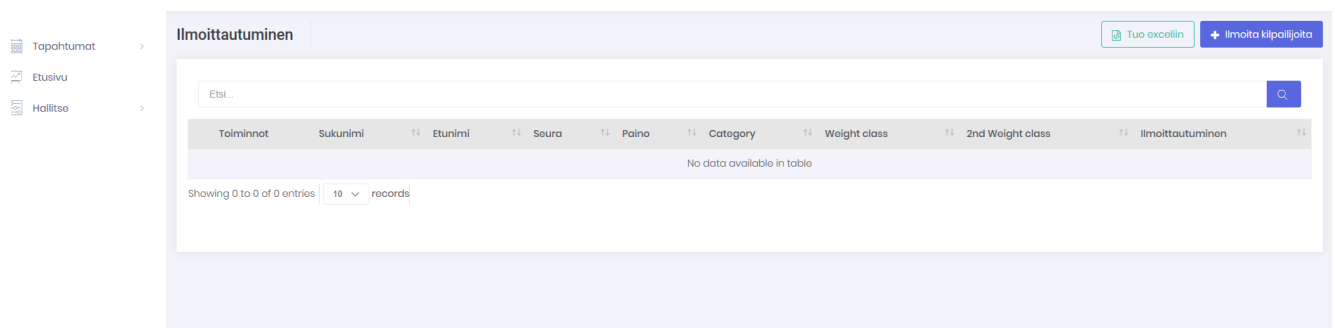 Ilmoittautuminen
Tuo exceliin
Ilmoita kilpailijoita
Tapahtumat
Etusivu
Hallitse
Etsi...
Toiminnot Sukunimi Etunimi Seura Paino Category Weight class 2nd Weight class Ilmoittautuminen
No data available in table
Showing 0 to 0 of 0 entries 10 records